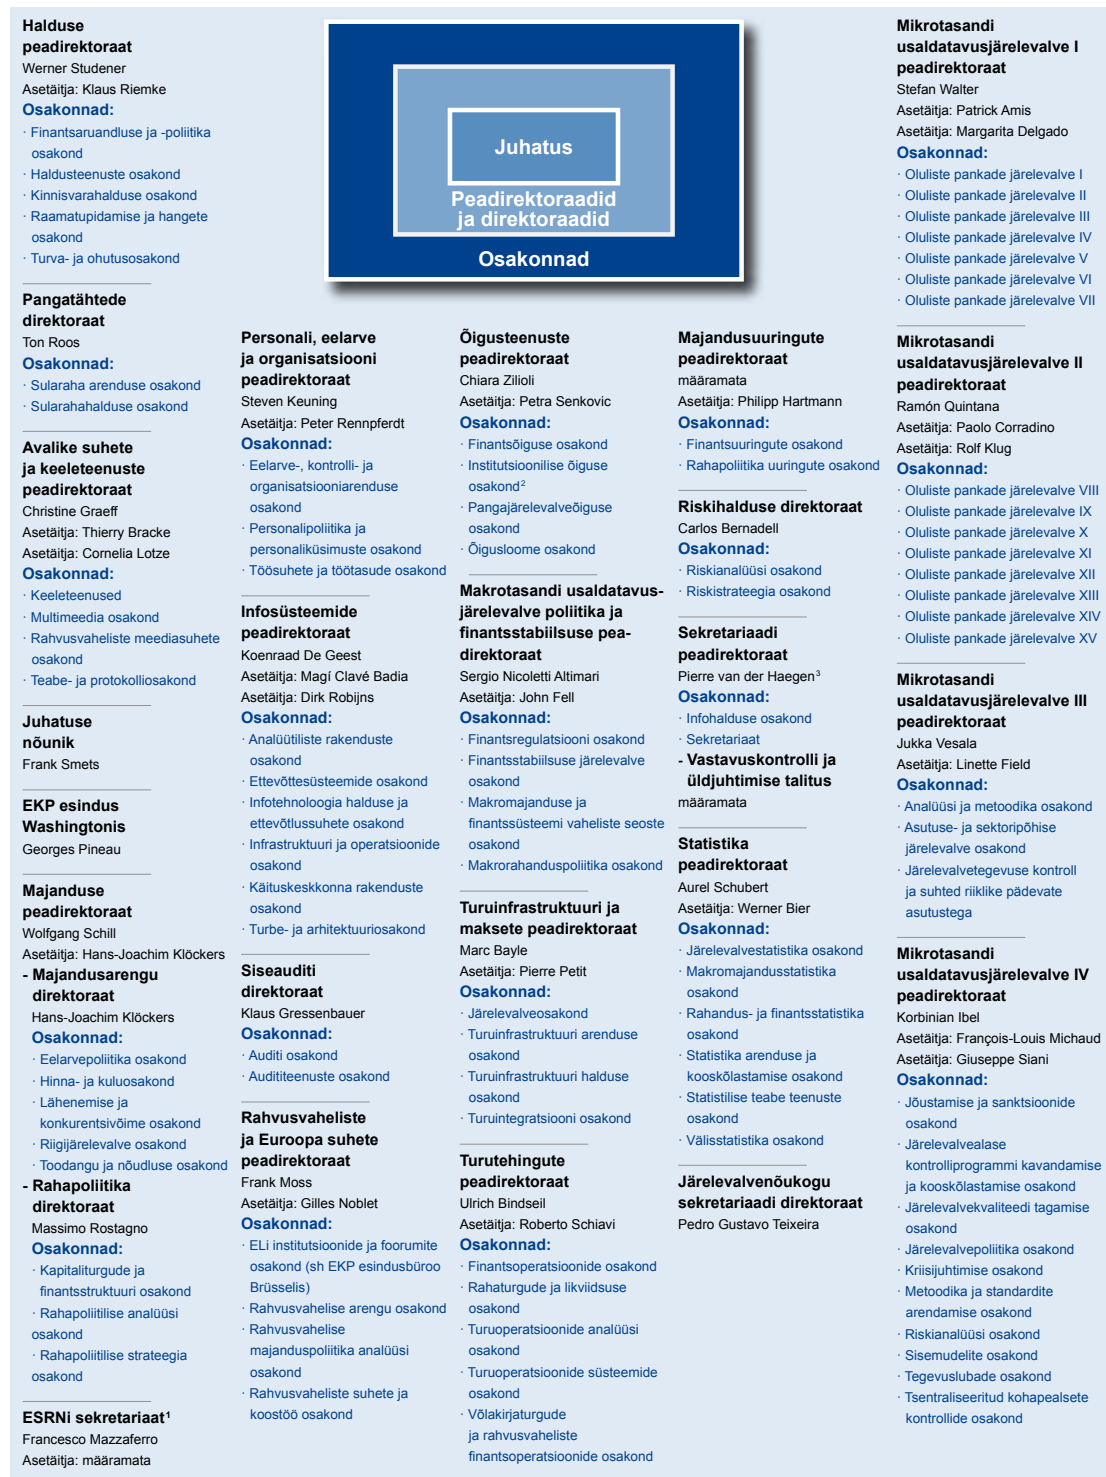 Halduse
peadirektoraat
Werner Studener
Asetäitja: Klaus Riemke
Osakonnad:
· Finantsaruandluse ja -poliitika
osakond
· Haldusteenuste osakond
· Kinnisvarahalduse osakond
· Raamatupidamise ja hangete
osakond
· Turva- ja ohutusosakond
Pangatähtede
direktoraat
Ton Roos
Osakonnad:
· Sularaha arenduse osakond
· Sularahahalduse osakond
Avalike suhete
ja keeleteenuste
peadirektoraat
Christine Graeff
Asetäitja: Thierry Bracke
Asetäitja: Cornelia Lotze
Osakonnad:
· Keeleteenused
· Multimeedia osakond
· Rahvusvaheliste meediasuhete
osakond
· Teabe- ja protokolliosakond
Juhatuse
nõunik
Frank Smets
EKP esindus
Washingtonis
Georges Pineau
Majanduse
peadirektoraat
Wolfgang Schill
Asetäitja: Hans-Joachim Klöckers
- Majandusarengu
direktoraat
Hans-Joachim Klöckers
Osakonnad:
· Eelarvepoliitika osakond
· Hinna- ja kuluosakond
· Lähenemise ja
konkurentsivõime osakond
· Riigijärelevalve osakond
· Toodangu ja nõudluse osakond
- Rahapoliitika
direktoraat
Massimo Rostagno
Osakonnad:
· Kapitaliturgude ja
finantsstruktuuri osakond
· Rahapoliitilise analüüsi
osakond
· Rahapoliitilise strateegia
osakond
ESRNi sekretariaat¹
Francesco Mazzaferro
Asetäitja: määramata
Juhatus
Peadirektoraadid
ja direktoraadid
Osakonnad
Personali, eelarve
ja organisatsiooni
peadirektoraat
Steven Keuning
Asetäitja: Peter Rennpferdt
Osakonnad:
· Eelarve-, kontrolli- ja
organisatsiooniarenduse
osakond
· Personalipoliitika ja
personaliküsimuste osakond
· Töösuhete ja töötasude osakond
Infosüsteemide
peadirektoraat
Koenraad De Geest
Asetäitja: Magí Clavé Badia
Asetäitja: Dirk Robijns
Osakonnad:
· Analüütiliste rakenduste
osakond
· Ettevõttesüsteemide osakond
· Infotehnoloogia halduse ja
ettevõtlussuhete osakond
· Infrastruktuuri ja operatsioonide
osakond
· Käituskeskkonna rakenduste
osakond
· Turbe- ja arhitektuuriosakond
Siseauditi
direktoraat
Klaus Gressenbauer
Osakonnad:
· Auditi osakond
· Audititeenuste osakond
Rahvusvaheliste
ja Euroopa suhete
peadirektoraat
Frank Moss
Asetäitja: Gilles Noblet
Osakonnad:
· ELi institutsioonide ja foorumite
osakond (sh EKP esindusbüroo
Brüsselis)
· Rahvusvahelise arengu osakond
· Rahvusvahelise
majanduspoliitika analüüsi
osakond
· Rahvusvaheliste suhete ja
koostöö osakond
Õigusteenuste
peadirektoraat
Chiara Zilioli
Asetäitja: Petra Senkovic
Osakonnad:
· Finantsõiguse osakond
· Institutsioonilise õiguse
osakond²
· Pangajärelevalveõiguse
osakond
· Õigusloome osakond
Makrotasandi usaldatavus-
järelevalve poliitika ja
finantsstabiilsuse pea-
direktoraat
Sergio Nicoletti Altimari
Asetäitja: John Fell
Osakonnad:
· Finantsregulatsiooni osakond
· Finantsstabiilsuse järelevalve
osakond
· Makromajanduse ja
finantssüsteemi vaheliste seoste
osakond
· Makrorahanduspoliitika osakond
Turuinfrastruktuuri ja
maksete peadirektoraat
Marc Bayle
Asetäitja: Pierre Petit
Osakonnad:
· Järelevalveosakond
· Turuinfrastruktuuri arenduse
osakond
· Turuinfrastruktuuri halduse
osakond
· Turuintegratsiooni osakond
Turutehingute
peadirektoraat
Ulrich Bindseil
Asetäitja: Roberto Schiavi
Osakonnad:
· Finantsoperatsioonide osakond
· Rahaturgude ja likviidsuse
osakond
· Turuoperatsioonide analüüsi
osakond
· Turuoperatsioonide süsteemide
osakond
· Võlakirjaturgude
ja rahvusvaheliste
finantsoperatsioonide osakond
Majandusuuringute
peadirektoraat
määramata
Asetäitja: Philipp Hartmann
Osakonnad:
· Finantsuuringute osakond
· Rahapoliitika uuringute osakond
Riskihalduse direktoraat
Carlos Bernadell
Osakonnad:
· Riskianalüüsi osakond
· Riskistrateegia osakond
Sekretariaadi
peadirektoraat
Pierre van der Haegen³
Osakonnad:
· Infohalduse osakond
· Sekretariaat
- Vastavuskontrolli ja
üldjuhtimise talitus
määramata
Statistika
peadirektoraat
Aurel Schubert
Asetäitja: Werner Bier
Osakonnad:
· Järelevalvestatistika osakond
· Makromajandusstatistika
osakond
· Rahandus- ja finantsstatistika
osakond
· Statistika arenduse ja
kooskõlastamise osakond
· Statistilise teabe teenuste
osakond
· Välisstatistika osakond
Järelevalvenõukogu
sekretariaadi direktoraat
Pedro Gustavo Teixeira
Mikrotasandi
usaldatavusjärelevalve I
peadirektoraat
Stefan Walter
Asetäitja: Patrick Amis
Asetäitja: Margarita Delgado
Osakonnad:
· Oluliste pankade järelevalve I
· Oluliste pankade järelevalve II
· Oluliste pankade järelevalve III
· Oluliste pankade järelevalve IV
· Oluliste pankade järelevalve V
· Oluliste pankade järelevalve VI
· Oluliste pankade järelevalve VII
Mikrotasandi
usaldatavusjärelevalve II
peadirektoraat
Ramón Quintana
Asetäitja: Paolo Corradino
Asetäitja: Rolf Klug
Osakonnad:
· Oluliste pankade järelevalve VIII
· Oluliste pankade järelevalve IX
· Oluliste pankade järelevalve X
· Oluliste pankade järelevalve XI
· Oluliste pankade järelevalve XII
· Oluliste pankade järelevalve XIII
· Oluliste pankade järelevalve XIV
· Oluliste pankade järelevalve XV
Mikrotasandi
usaldatavusjärelevalve III
peadirektoraat
Jukka Vesala
Asetäitja: Linette Field
Osakonnad:
· Analüüsi ja metoodika osakond
· Asutuse- ja sektoripõhise
järelevalve osakond
· Järelevalvetegevuse kontroll
ja suhted riiklike pädevate
asutustega
Mikrotasandi
usaldatavusjärelevalve IV
peadirektoraat
Korbinian Ibel
Asetäitja: François-Louis Michaud
Asetäitja: Giuseppe Siani
Osakonnad:
· Jõustamise ja sanktsioonide
osakond
· Järelevalvealase
kontrolliprogrammi kavandamise
ja kooskõlastamise osakond
· Järelevalvekvaliteedi tagamise
osakond
· Järelevalvepoliitika osakond
· Kriisijuhtimise osakond
· Metoodika ja standardite
arendamise osakond
· Riskianalüüsi osakond
· Sisemudelite osakond
· Tegevuslubade osakond
· Tsentraliseeritud kohapealsete
kontrollide osakond